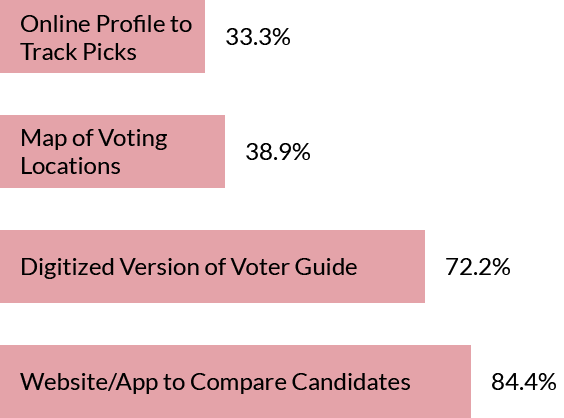 Online Profile to
Track Picks
33.3%
Map of Voting
Locations
38.9%
Digitized Version of Voter Guide
72.2%
Website/App to Compare Candidates
84.4%